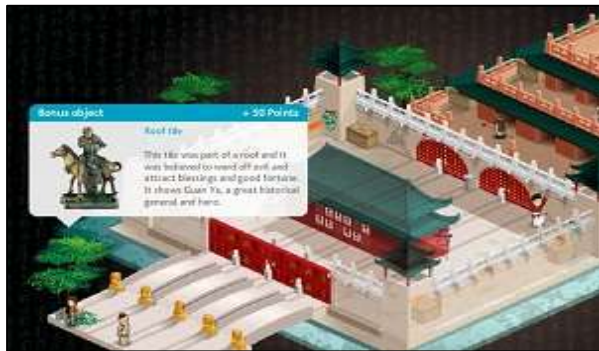 Bonus object
+ 50 Points
Roof tile
This tile was part of a roof and it
was believed to ward off evil and
attract blessings and good fortune.
It shows Guan Yu, a great historical
general and hero.